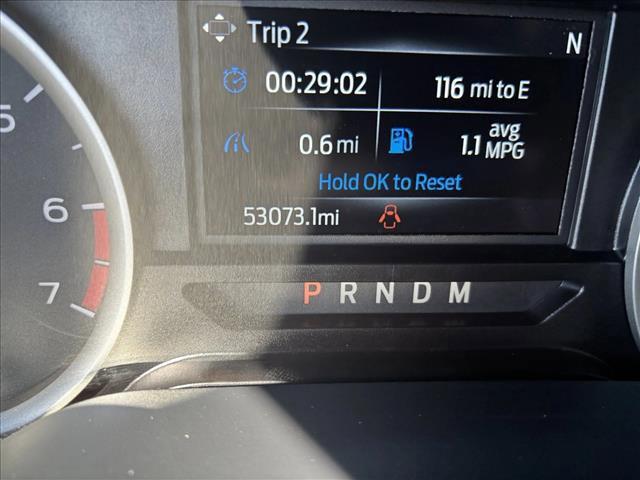 Trip 2
N
00:29:02
116 mi to E
0.6 mi
1.1 avg MPG
Hold OK to Reset
53073.1mi
5
6
7
P R N D M